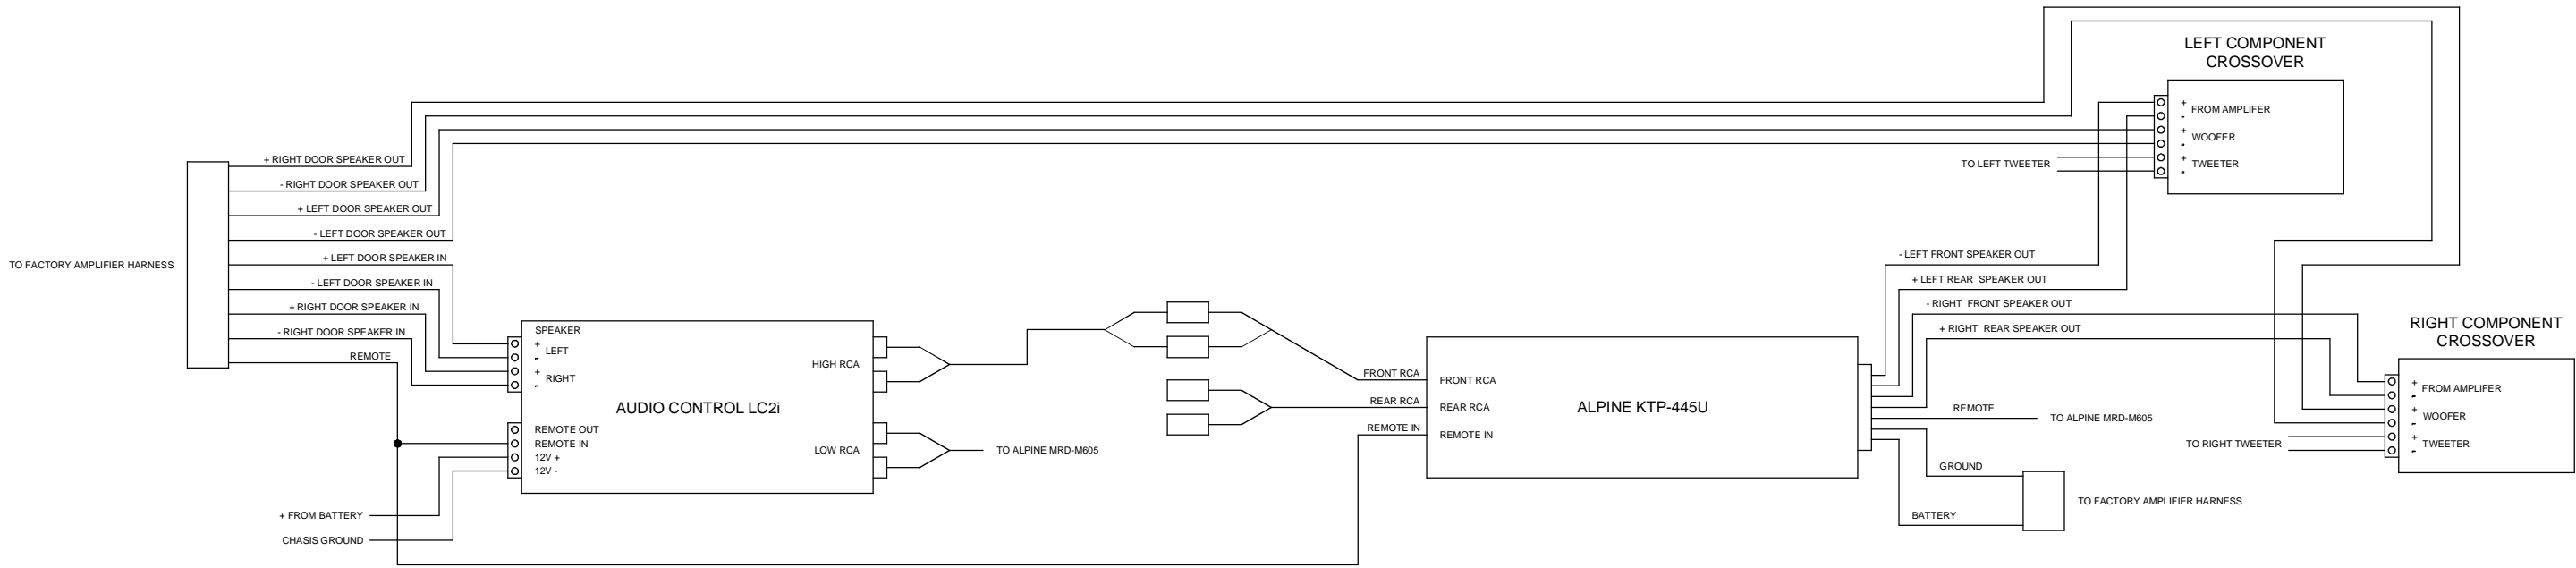 LEFT COMPONENT
CROSSOVER
+
FROM AMPLIFER
-
+
WOOFER
-
+
TWEETER
-
TO LEFT TWEETER
+ RIGHT DOOR SPEAKER OUT
- RIGHT DOOR SPEAKER OUT
+ LEFT DOOR SPEAKER OUT
- LEFT DOOR SPEAKER OUT
+ LEFT DOOR SPEAKER IN
- LEFT DOOR SPEAKER IN
+ RIGHT DOOR SPEAKER IN
- RIGHT DOOR SPEAKER IN
REMOTE
TO FACTORY AMPLIFIER HARNESS
SPEAKER
+
LEFT
-
+
RIGHT
-
AUDIO CONTROL LC2i
REMOTE OUT
REMOTE IN
12V +
12V -
HIGH RCA
LOW RCA
+ FROM BATTERY
CHASIS GROUND
TO ALPINE MRD-M605
FRONT RCA
REAR RCA
REMOTE IN
FRONT RCA
REAR RCA
REMOTE IN
ALPINE KTP-445U
- LEFT FRONT SPEAKER OUT
+ LEFT REAR SPEAKER OUT
- RIGHT FRONT SPEAKER OUT
+ RIGHT REAR SPEAKER OUT
REMOTE
TO ALPINE MRD-M605
GROUND
BATTERY
TO FACTORY AMPLIFIER HARNESS
RIGHT COMPONENT
CROSSOVER
+
FROM AMPLIFER
-
+
WOOFER
-
+
TWEETER
-
TO RIGHT TWEETER